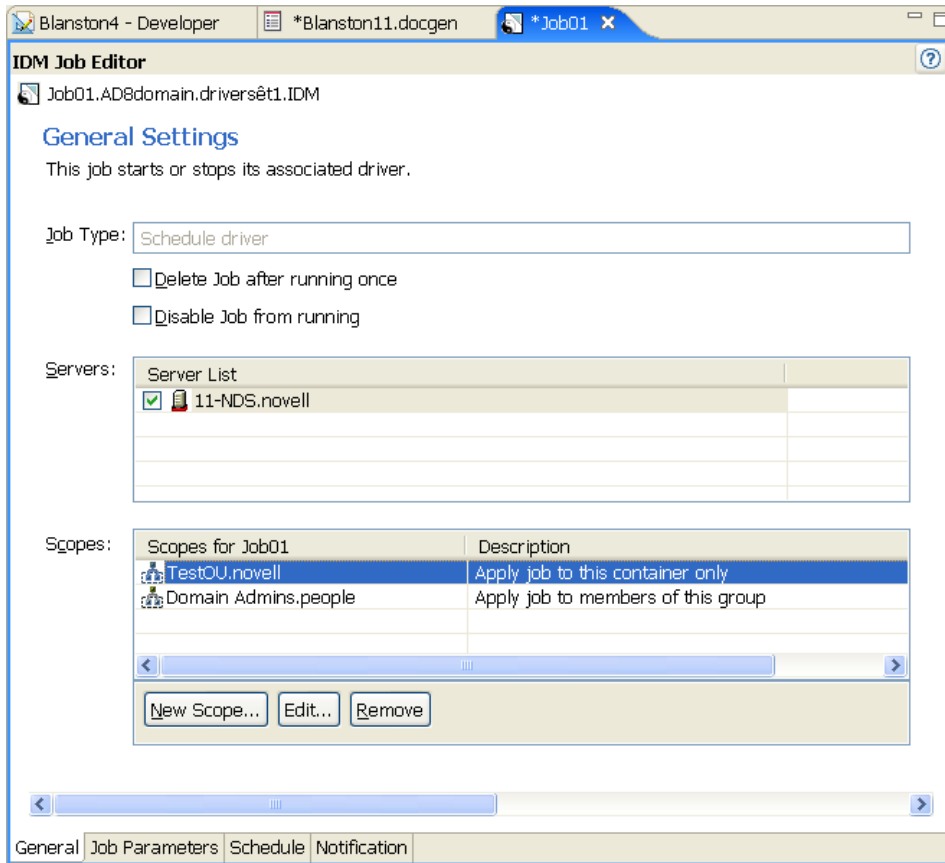 Blanston4 - Developer *Blanston11.docgen *Job01
IDM Job Editor
Job01.AD8domain.driversêt1.IDM
General Settings
This job starts or stops its associated driver.
Job Type: Schedule driver
Delete Job after running once
Disable Job from running
Servers: Server List
11-NDS.novell
Scopes: Scopes for Job01 Description
TestOU.novell Apply job to this container only
Domain Admins.people Apply job to members of this group
New Scope... Edit... Remove
General Job Parameters Schedule Notification